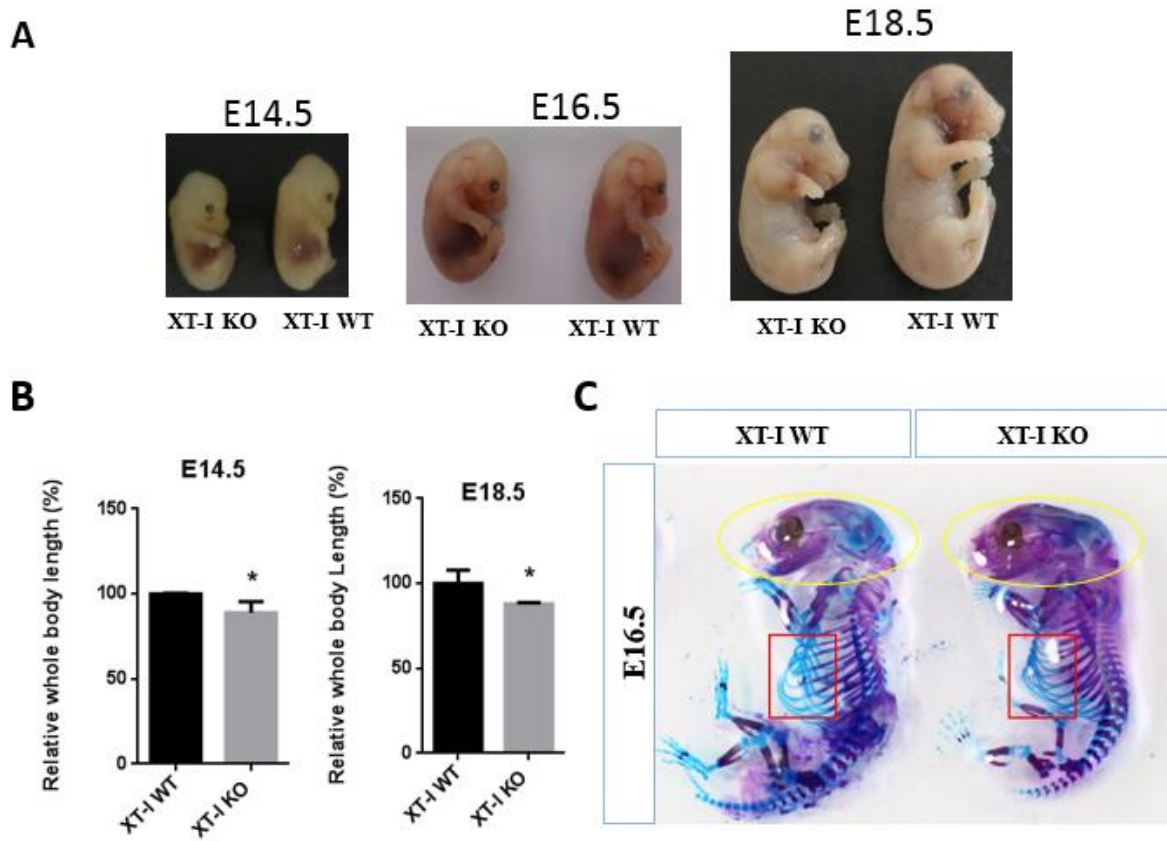 A
E14.5
E16.5
E18.5
XT-I KO
XT-I WT
XT-I KO
XT-I WT
XT-I KO
XT-I WT
B
E14.5
Relative whole body length (%)
150
100
50
0
XT-I WT
XT-I KO
*
E18.5
Relative whole body Length (%)
150
100
50
0
XT-I WT
XT-I KO
*
C
XT-I WT
XT-I KO
E16.5